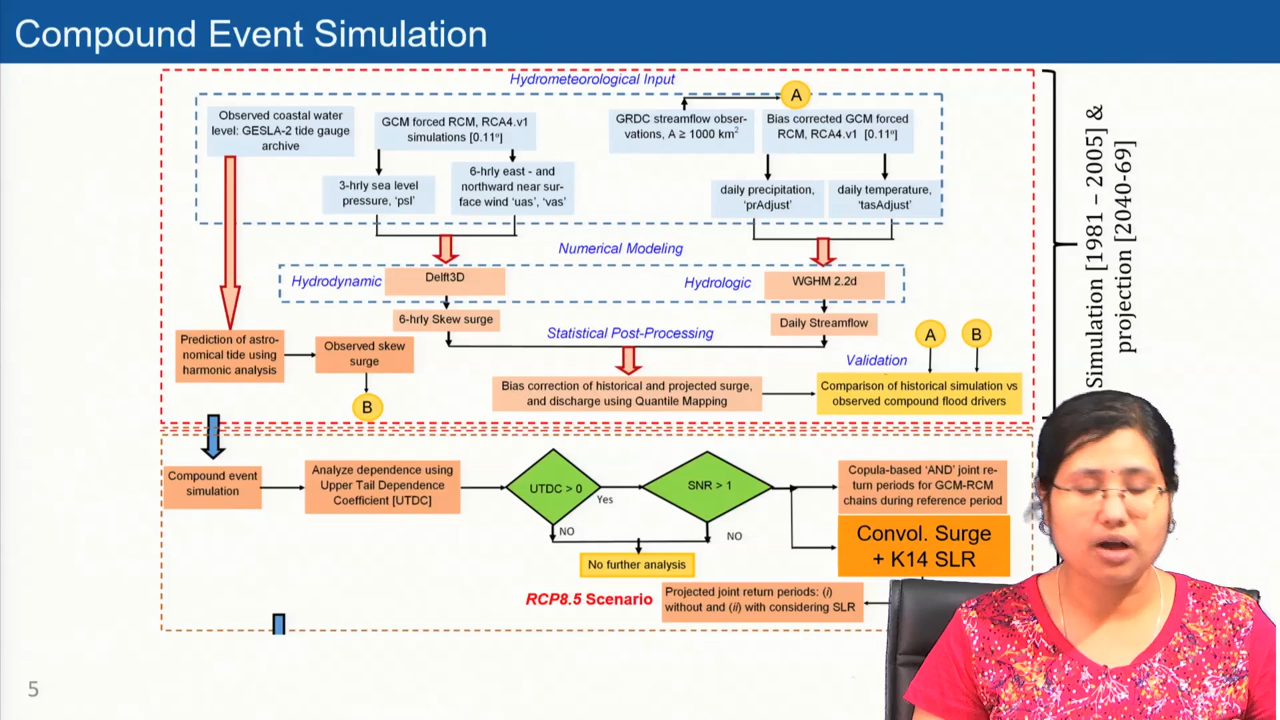 Compound Event Simulation
Hydrometeorological Input
Observed coastal water
level: GESLA-2 tide gauge
archive
GCM forced RCM, RCA4.v1
simulations [0.11º]
3-hrly sea level
pressure, 'psl'
6-hrly east - and
northward near sur-
face wind 'uas', 'vas'
GRDC streamflow obser-
vations, A ≥ 1000 km²
A
Bias corrected GCM forced
RCM, RCA4.v1 [0.11º]
daily precipitation,
'prAdjust'
daily temperature,
'tasAdjust'
Numerical Modeling
Hydrodynamic
Delft3D
Hydrologic
WGHM 2.2d
6-hrly Skew surge
Daily Streamflow
Statistical Post-Processing
Prediction of astro-
nomical tide using
harmonic analysis
Observed skew
surge
B
Bias correction of historical and projected surge,
and discharge using Quantile Mapping
Validation
A
B
Comparison of historical simulation vs
observed compound flood drivers
Simulation [1981 – 2005] &
projection [2040-69]
Compound event
simulation
Analyze dependence using
Upper Tail Dependence
Coefficient [UTDC]
UTDC > 0
Yes
NO
SNR > 1
NO
No further analysis
Copula-based 'AND' joint re-
turn periods for GCM-RCM
chains during reference period
Convol. Surge
+ K14 SLR
RCP8.5 Scenario
Projected joint return periods: (i)
without and (ii) with considering SLR
5